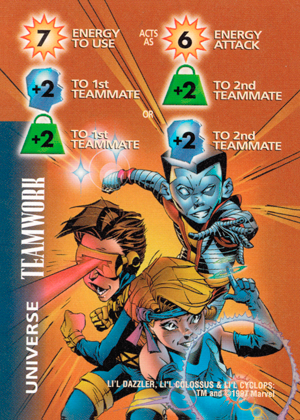 7 ENERGY TO USE ACTS AS 6 ENERGY ATTACK
+2 TO 1st TEAMMATE +2 TO 2nd TEAMMATE
OR
+2 TO 1st TEAMMATE +2 TO 2nd TEAMMATE
UNIVERSE TEAMWORK
LI'L DAZZLER, LI'L COLOSSUS & LI'L CYCLOPS:
TM and ©1997 Marvel